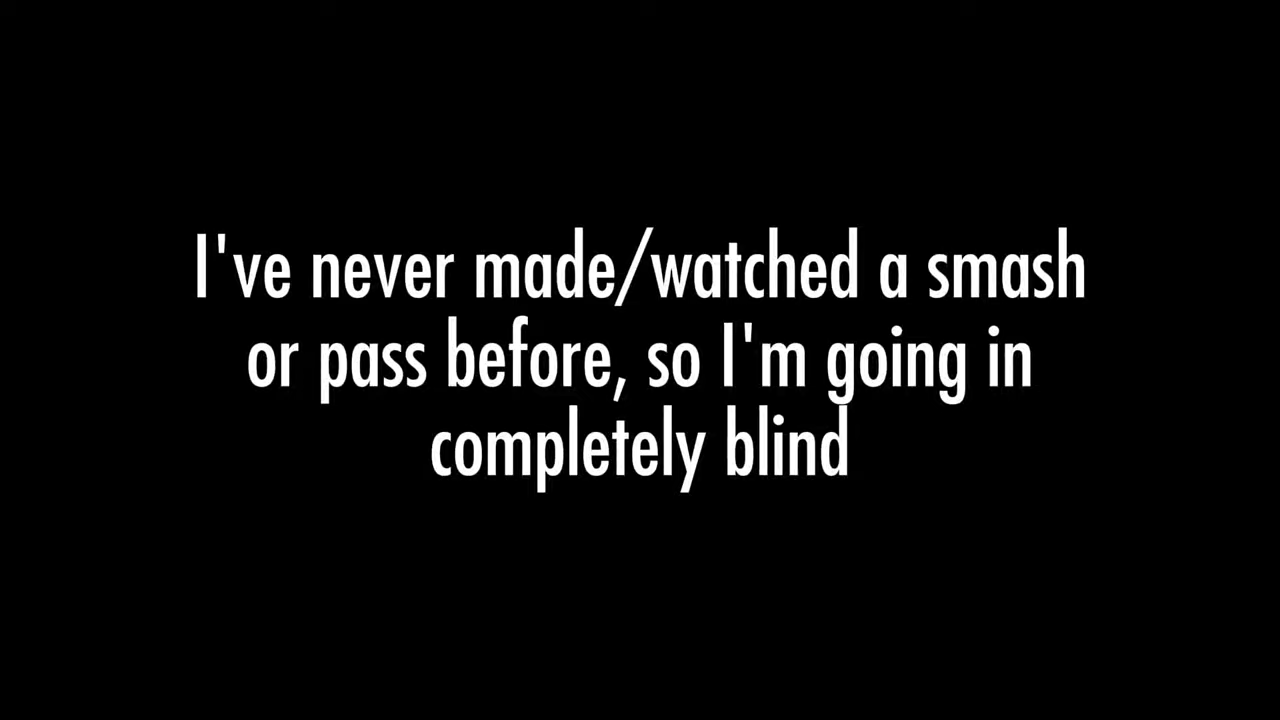 I've never made/watched a smash
or pass before, so I'm going in
completely blind